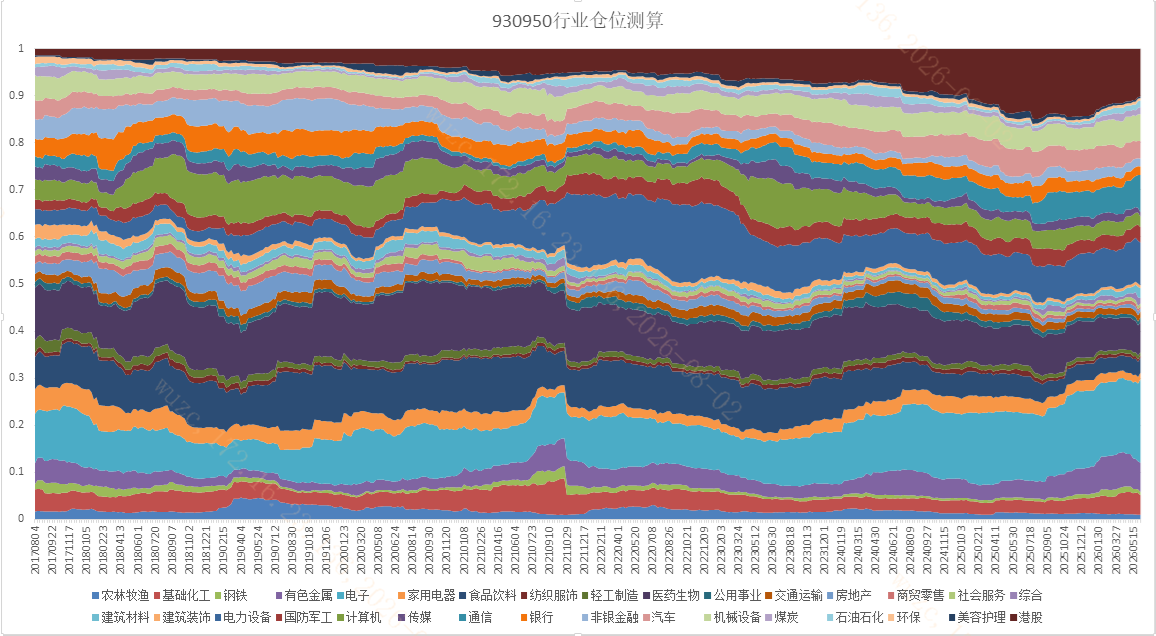 930950行业仓位测算
1
0.9
0.8
0.7
0.6
0.5
0.4
0.3
0.2
0.1
0
20170804 20170922 20171117 20180105 20180223 20180413 20180601 20180720 20180907 20181102 20181221 20190215 20190404 20190524 20190712 20190830 20191018 20191206 20200123 20200320 20200508 20200624 20200814 20200930 20201120 20210108 20210226 20210416 20210604 20210723 20210910 20211029 20211217 20220211 20220401 20220520 20220708 20220826 20221021 20221209 20230203 20230324 20230512 20230630 20230818 20231013 20231201 20240119 20240315 20240430 20240621 20240809 20240927 20241115 20250103 20250221 20250411 20250530 20250718 20250905 20251024 20251212 20260130 20260327 20260515
农林牧渔 基础化工 钢铁 有色金属 电子 家用电器 食品饮料 纺织服饰 轻工制造 医药生物 公用事业 交通运输 房地产 商贸零售 社会服务 综合
建筑材料 建筑装饰 电力设备 国防军工 计算机 传媒 通信 银行 非银金融 汽车 机械设备 煤炭 石油石化 环保 美容护理 港股